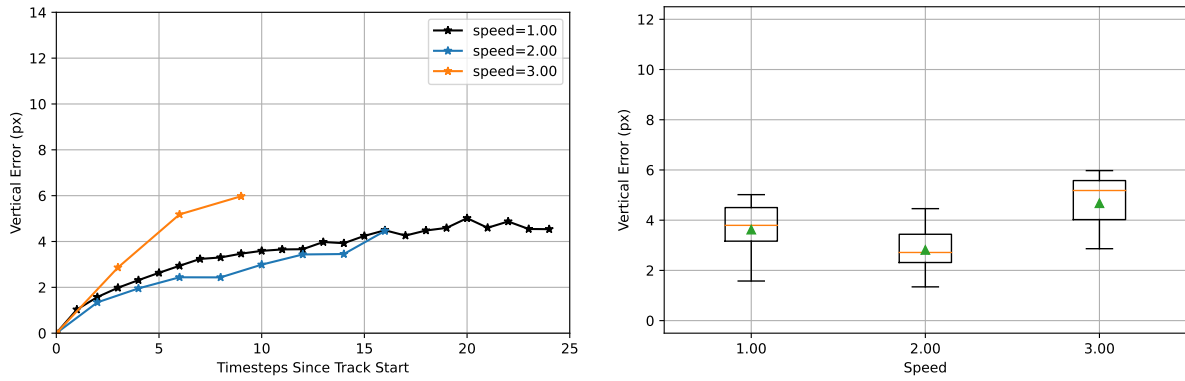 14
12
10
8
6
4
2
0
Vertical Error (px)
speed=1.00
speed=2.00
speed=3.00
0 5 10 15 20 25
Timesteps Since Track Start
12
10
8
6
4
2
0
Vertical Error (px)
1.00 2.00 3.00
Speed